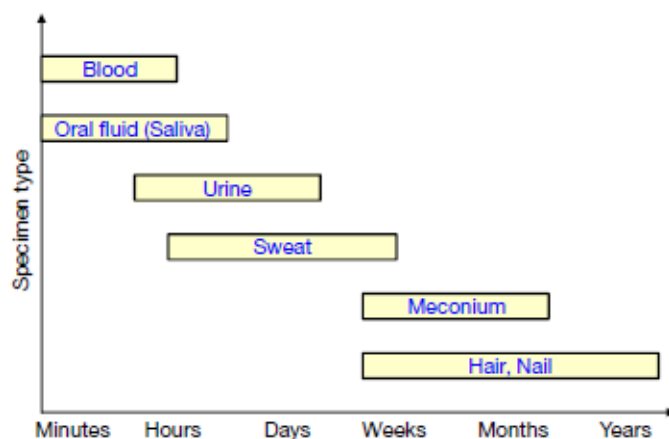 Blood
Oral fluid (Saliva)
Urine
Sweat
Meconium
Hair, Nail
Specimen type
Minutes Hours Days Weeks Months Years